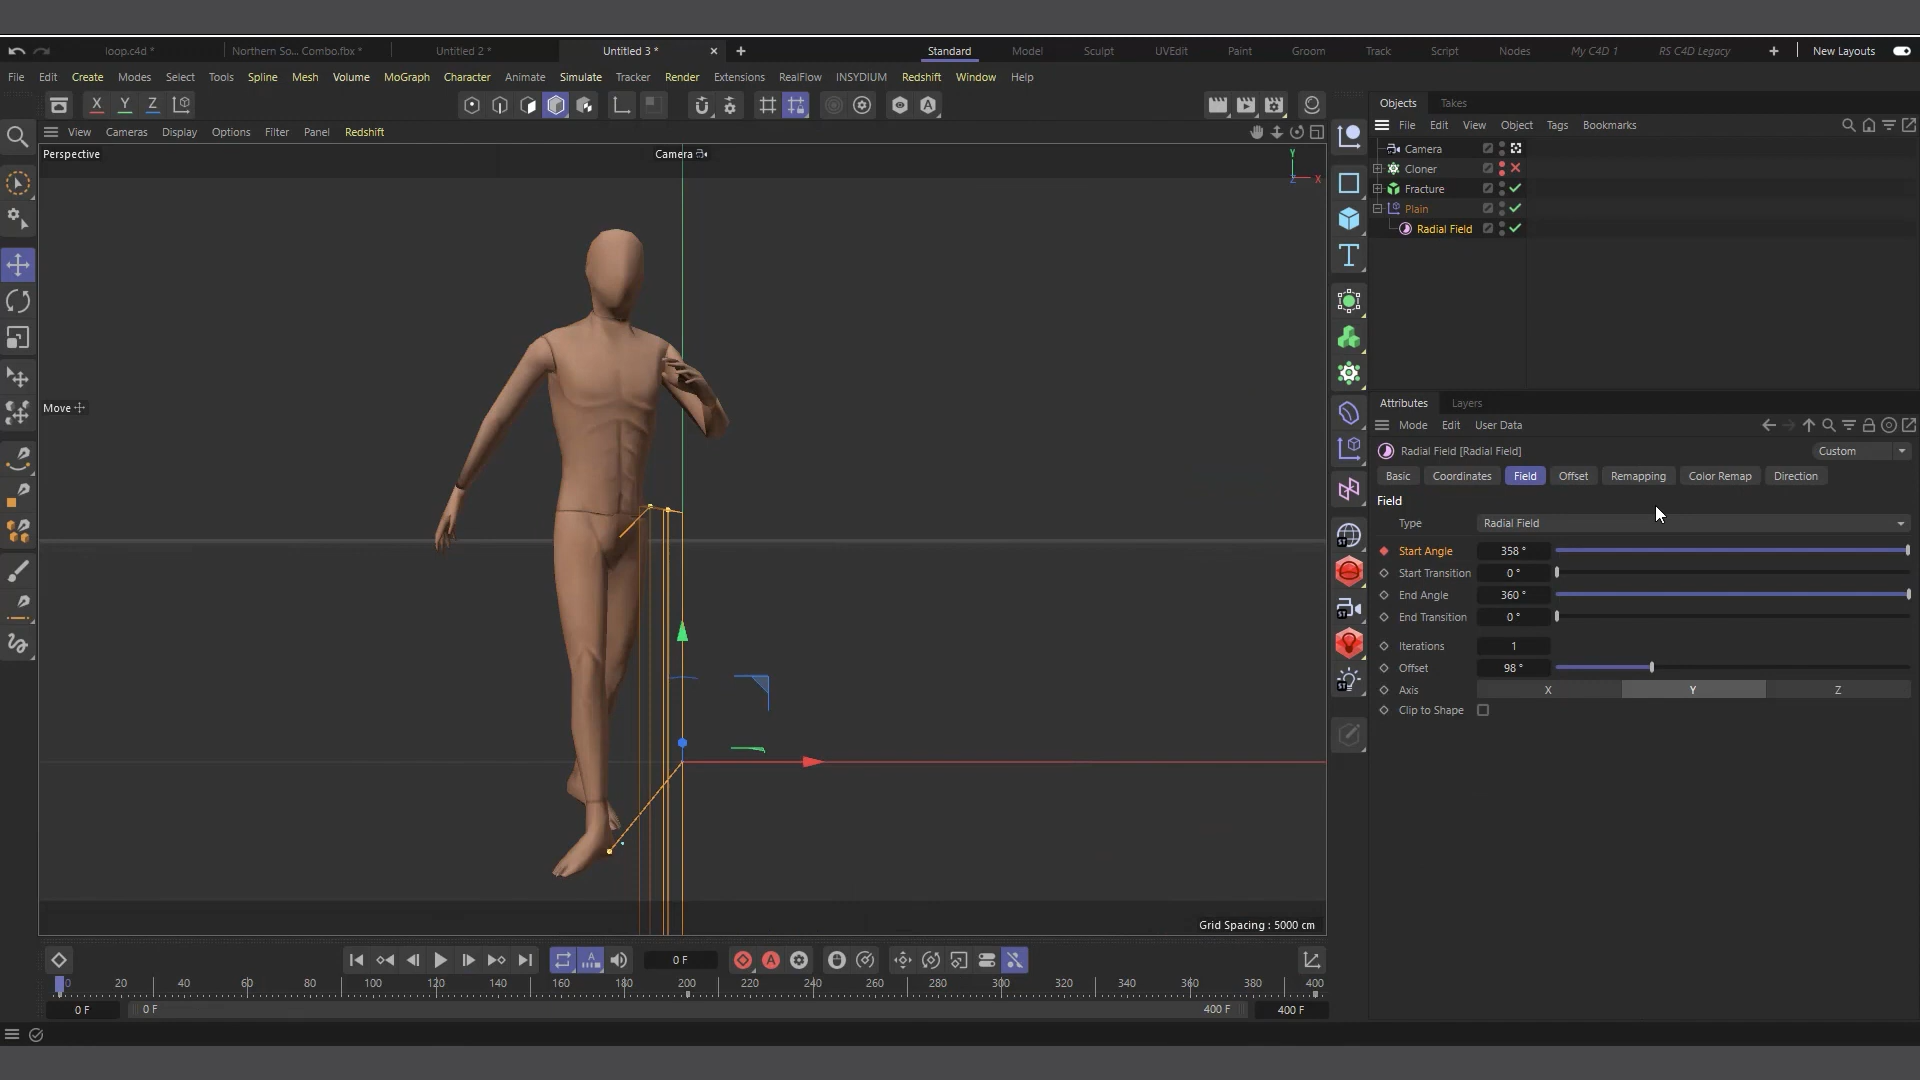 loop.c4d *
Northern So... Combo.fbx *
Untitled 2 *
Untitled 3 *
Standard
Model
Sculpt
UVEdit
Paint
Groom
Track
Script
Nodes
My C4D 1
RS C4D Legacy
New Layouts
File Edit Create Modes Select Tools Spline Mesh Volume MoGraph Character Animate Simulate Tracker Render Extensions RealFlow INSYDIUM Redshift Window Help
X Y Z
Objects Takes
View Cameras Display Options Filter Panel Redshift
File Edit View Object Tags Bookmarks
Perspective
Camera
Y
X
Z
Camera
Cloner
Fracture
Plain
Radial Field
Move
Attributes Layers
Mode Edit User Data
Radial Field [Radial Field]
Custom
Basic Coordinates Field Offset Remapping Color Remap Direction
Field
Type Radial Field
Start Angle 358 °
Start Transition 0 °
End Angle 360 °
End Transition 0 °
Iterations 1
Offset 98 °
Axis X Y Z
Clip to Shape
ST
ST
ST
Grid Spacing : 5000 cm
0 F
0 20 40 60 80 100 120 140 160 180 200 220 240 260 280 300 320 340 360 380 400
0 F 0 F 400 F 400 F